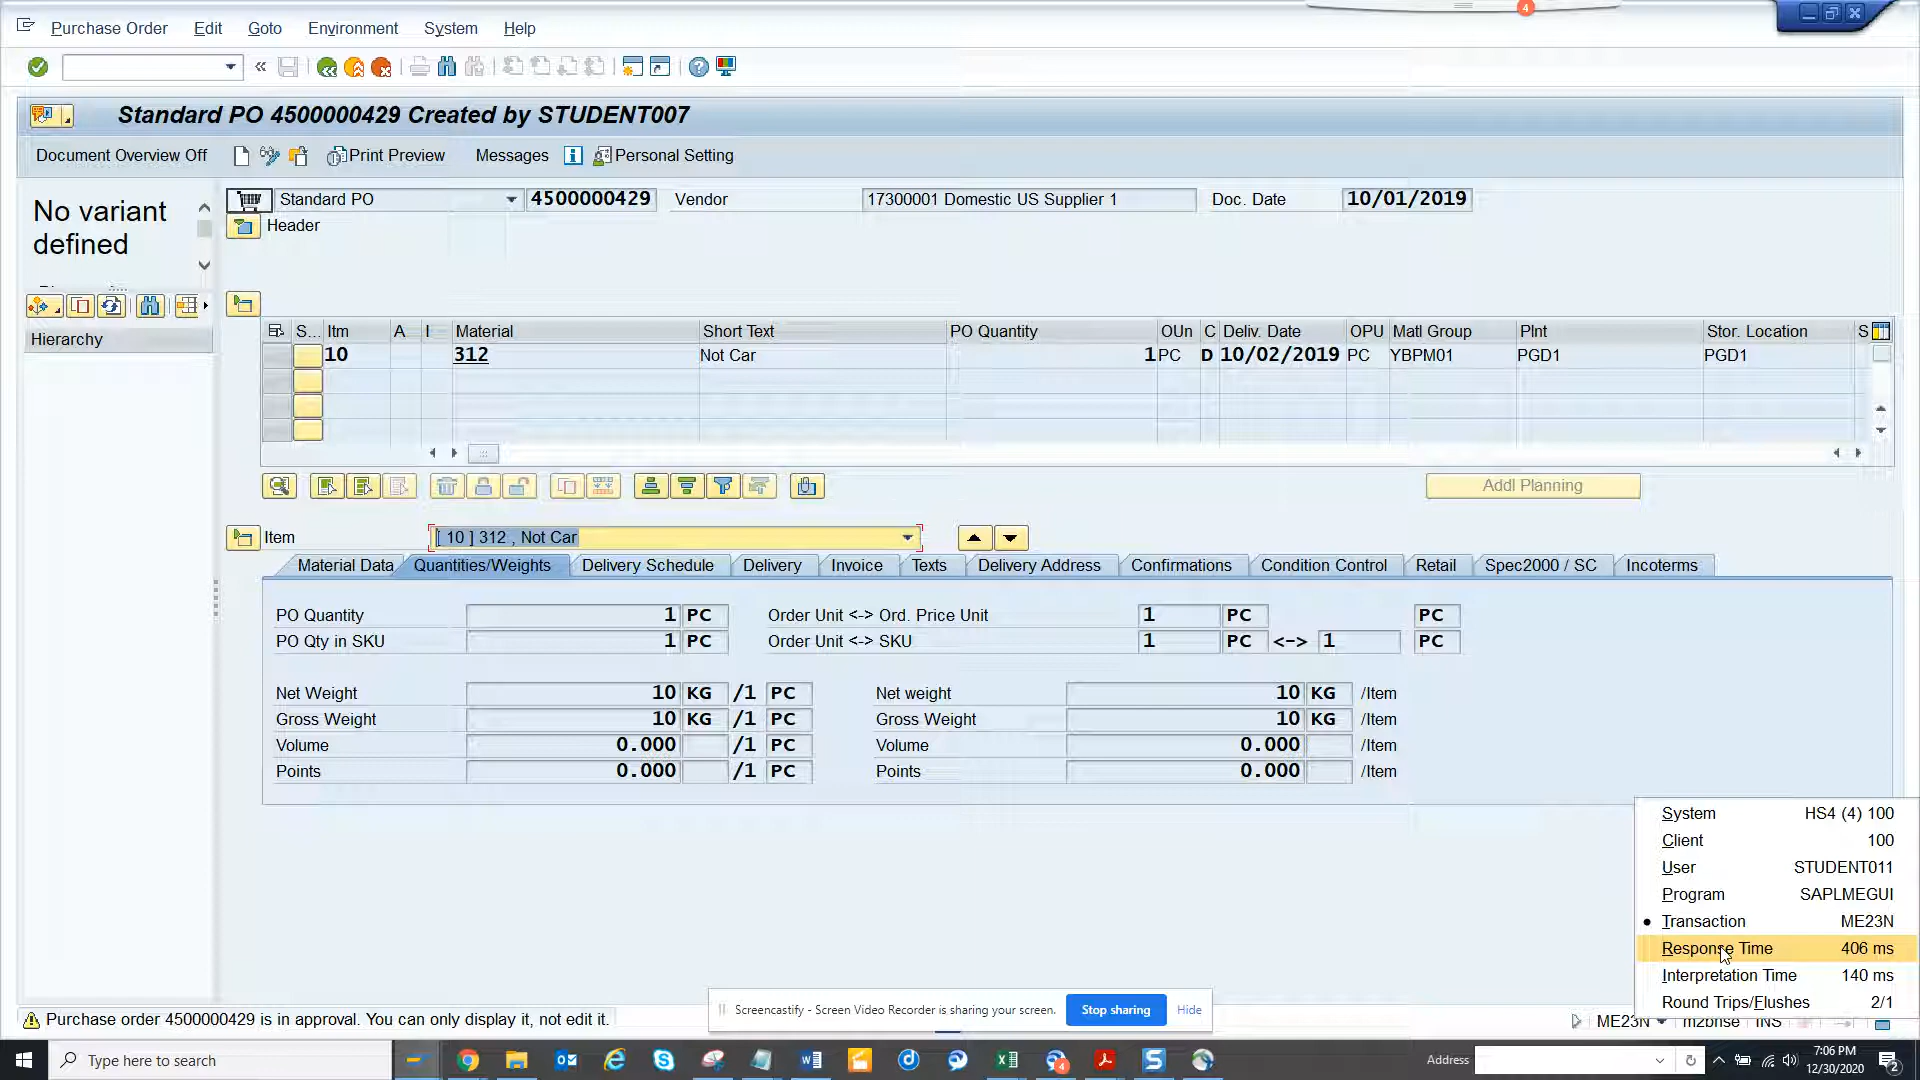 Purchase Order Edit Goto Environment System Help
4
Standard PO 4500000429 Created by STUDENT007
Document Overview Off Print Preview Messages Personal Setting
No variant
defined
Hierarchy
Standard PO 4500000429 Vendor 17300001 Domestic US Supplier 1 Doc. Date 10/01/2019
Header
S... Itm A I Material Short Text PO Quantity OUn C Deliv. Date OPU Matl Group Plnt Stor. Location S
10 312 Not Car 1 PC D 10/02/2019 PC YBPM01 PGD1 PGD1
Addl Planning
Item [ 10 ] 312 , Not Car
Material Data Quantities/Weights Delivery Schedule Delivery Invoice Texts Delivery Address Confirmations Condition Control Retail Spec2000 / SC Incoterms
PO Quantity 1 PC Order Unit <-> Ord. Price Unit 1 PC PC
PO Qty in SKU 1 PC Order Unit <-> SKU 1 PC <-> 1 PC
Net Weight 10 KG /1 PC Net weight 10 KG /Item
Gross Weight 10 KG /1 PC Gross Weight 10 KG /Item
Volume 0.000 /1 PC Volume 0.000 /Item
Points 0.000 /1 PC Points 0.000 /Item
System HS4 (4) 100
Client 100
User STUDENT011
Program SAPLMEGUI
Transaction ME23N
Response Time 406 ms
Interpretation Time 140 ms
Round Trips/Flushes 2/1
Screencastify - Screen Video Recorder is sharing your screen. Stop sharing Hide
Purchase order 4500000429 is in approval. You can only display it, not edit it.
ME23N INS
Type here to search
4
Address
7:06 PM
12/30/2020
2